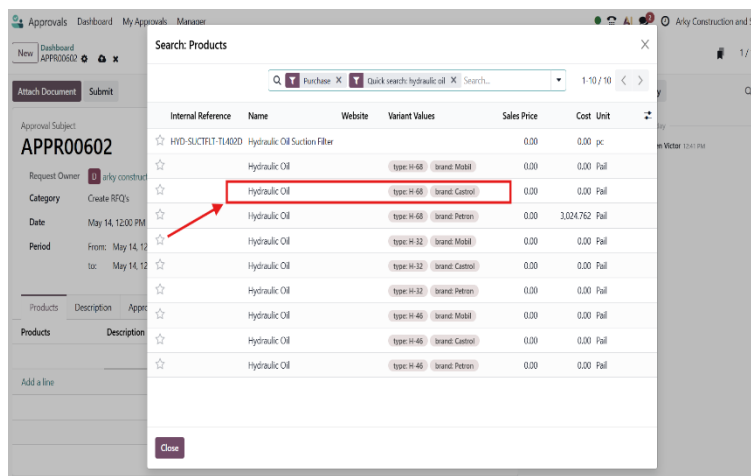 Approvals Dashboard My Approvals Manager Arky Construction and S
New Dashboard
APPR00602
1/
Attach Document Submit
Approval Subject
APPR00602
Request Owner D arky construct
Category Create RFQ's
Date May 14, 12:00 PM
Period From: May 14, 12
to: May 14, 12
Products Description Appro
Products Description
Add a line
Search: Products X
Purchase X Quick search: hydraulic oil X Search... 1-10 / 10
Internal Reference Name Website Variant Values Sales Price Cost Unit
HYD-SUCTFLT-TL402D Hydraulic Oil Suction Filter 0.00 0.00 pc
Hydraulic Oil type: H-68 brand: Mobil 0.00 0.00 Pail
Hydraulic Oil type: H-68 brand: Castrol 0.00 0.00 Pail
Hydraulic Oil type: H-68 brand: Petron 0.00 3,024.762 Pail
Hydraulic Oil type: H-32 brand: Mobil 0.00 0.00 Pail
Hydraulic Oil type: H-32 brand: Castrol 0.00 0.00 Pail
Hydraulic Oil type: H-32 brand: Petron 0.00 0.00 Pail
Hydraulic Oil type: H-46 brand: Mobil 0.00 0.00 Pail
Hydraulic Oil type: H-46 brand: Castrol 0.00 0.00 Pail
Hydraulic Oil type: H-46 brand: Petron 0.00 0.00 Pail
Close
en Victor 12:41 PM